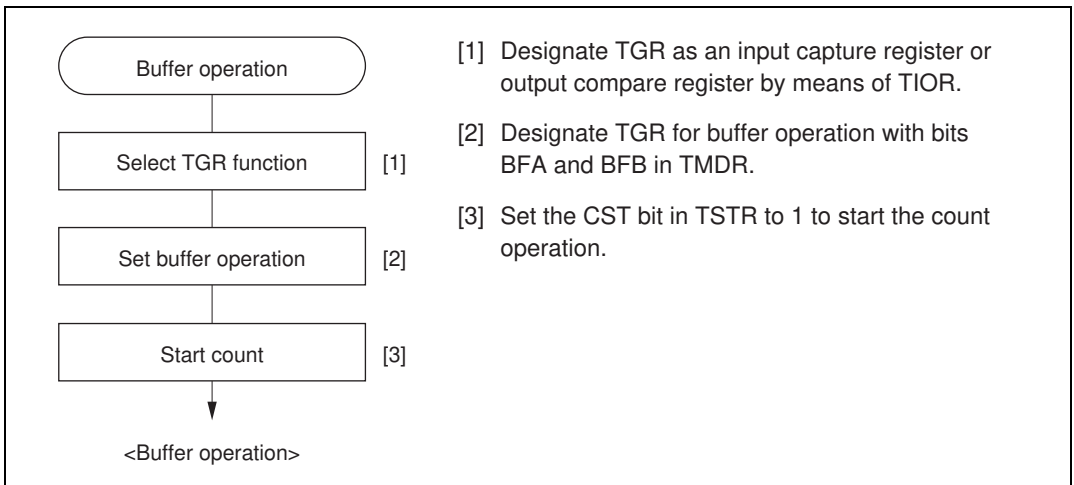 Buffer operation
Select TGR function
[1]
Set buffer operation
[2]
Start count
[3]
<Buffer operation>
[1] Designate TGR as an input capture register or
output compare register by means of TIOR.
[2] Designate TGR for buffer operation with bits
BFA and BFB in TMDR.
[3] Set the CST bit in TSTR to 1 to start the count
operation.